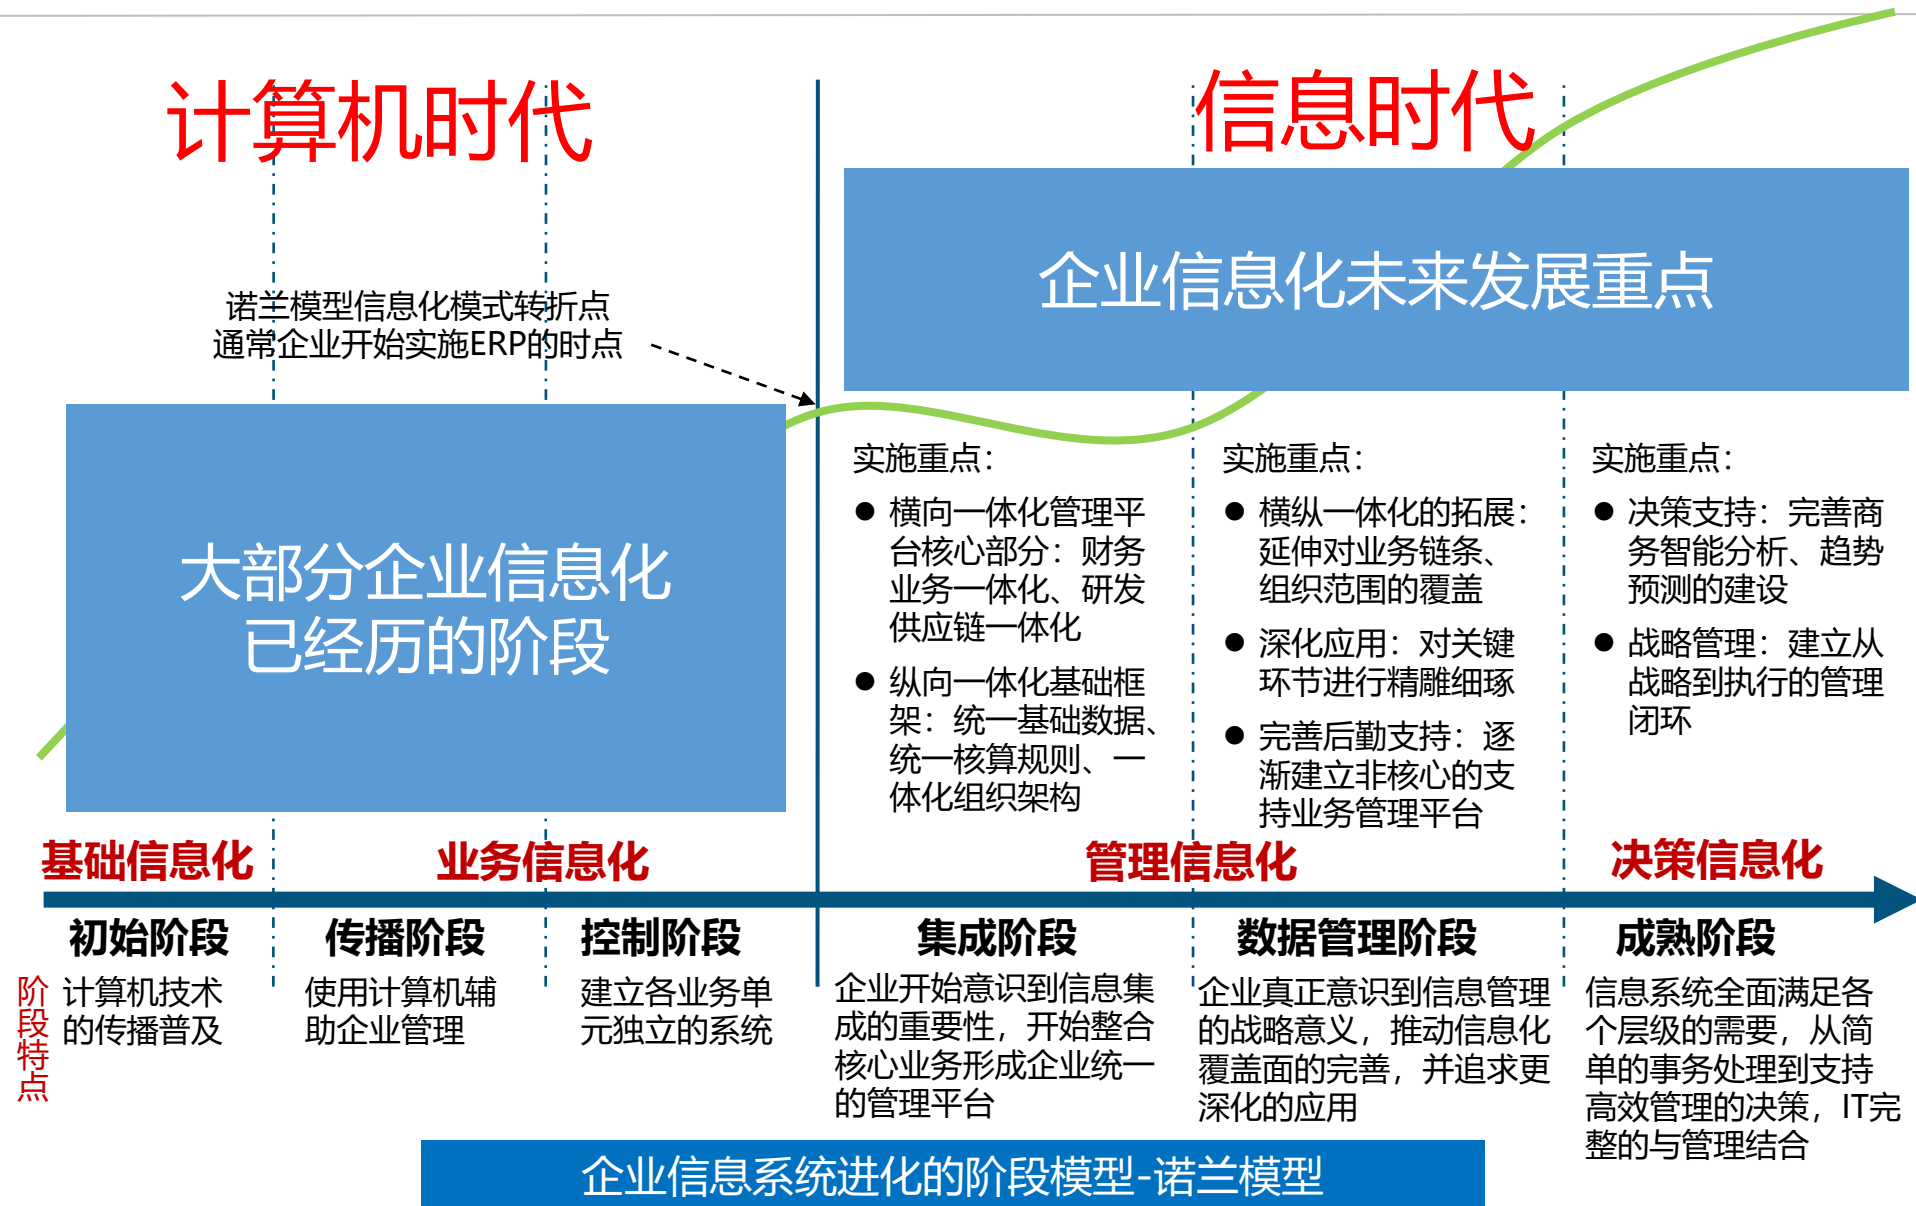 计算机时代
信息时代
企业信息化未来发展重点
诺兰模型信息化模式转折点
通常企业开始实施ERP的时点
大部分企业信息化
已经历的阶段
实施重点：
● 横向一体化管理平
台核心部分：财务
业务一体化、研发
供应链一体化
● 纵向一体化基础框
架：统一基础数据、
统一核算规则、一
体化组织架构
实施重点：
● 横纵一体化的拓展：
延伸对业务链条、
组织范围的覆盖
● 深化应用：对关键
环节进行精雕细琢
● 完善后勤支持：逐
渐建立非核心的支
持业务管理平台
实施重点：
● 决策支持：完善商
务智能分析、趋势
预测的建设
● 战略管理：建立从
战略到执行的管理
闭环
基础信息化
业务信息化
管理信息化
决策信息化
初始阶段
传播阶段
控制阶段
集成阶段
数据管理阶段
成熟阶段
阶段特点
计算机技术
的传播普及
使用计算机辅
助企业管理
建立各业务单
元独立的系统
企业开始意识到信息集
成的重要性，开始整合
核心业务形成企业统一
的管理平台
企业真正意识到信息管理
的战略意义，推动信息化
覆盖面的完善，并追求更
深化的应用
信息系统全面满足各
个层级的需要，从简
单的事务处理到支持
高效管理的决策，IT完
整的与管理结合
企业信息系统进化的阶段模型-诺兰模型